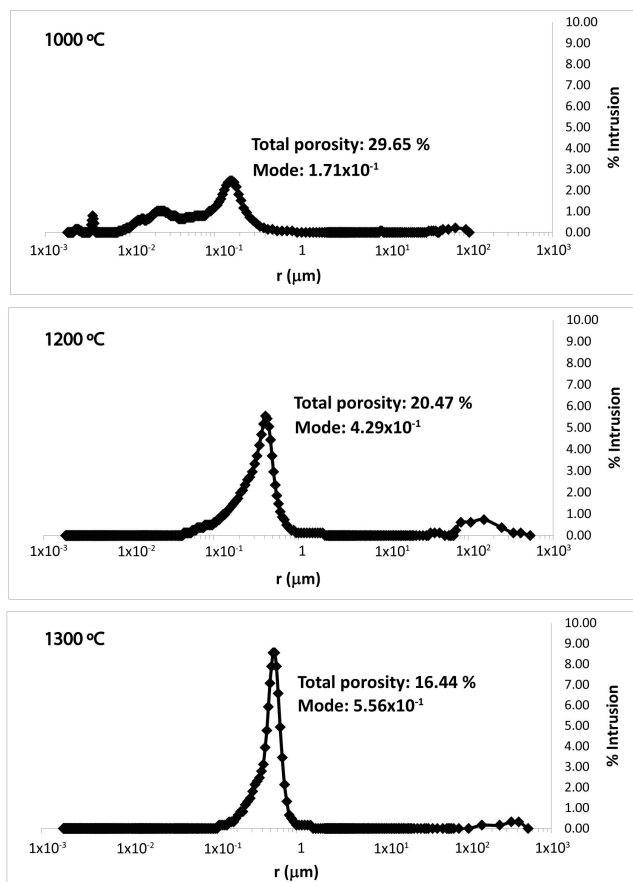 1000 ºC
10.00
9.00
8.00
7.00
6.00
5.00
4.00
3.00
2.00
1.00
0.00
% Intrusion
Total porosity: 29.65 %
Mode: 1.71x10⁻¹
1x10⁻³ 1x10⁻² 1x10⁻¹ 1 1x10¹ 1x10² 1x10³
r (µm)
1200 ºC
10.00
9.00
8.00
7.00
6.00
5.00
4.00
3.00
2.00
1.00
0.00
% Intrusion
Total porosity: 20.47 %
Mode: 4.29x10⁻¹
1x10⁻³ 1x10⁻² 1x10⁻¹ 1 1x10¹ 1x10² 1x10³
r (µm)
1300 ºC
10.00
9.00
8.00
7.00
6.00
5.00
4.00
3.00
2.00
1.00
0.00
% Intrusion
Total porosity: 16.44 %
Mode: 5.56x10⁻¹
1x10⁻³ 1x10⁻² 1x10⁻¹ 1 1x10¹ 1x10² 1x10³
r (µm)